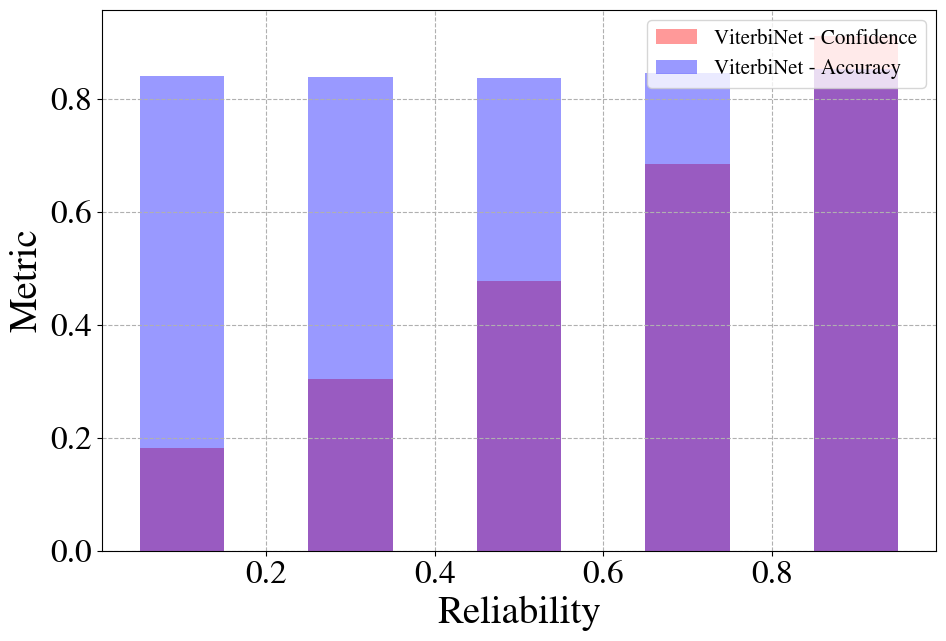 ViterbiNet - Confidence
ViterbiNet - Accuracy
Metric
0.8
0.6
0.4
0.2
0.0
0.2 0.4 0.6 0.8
Reliability